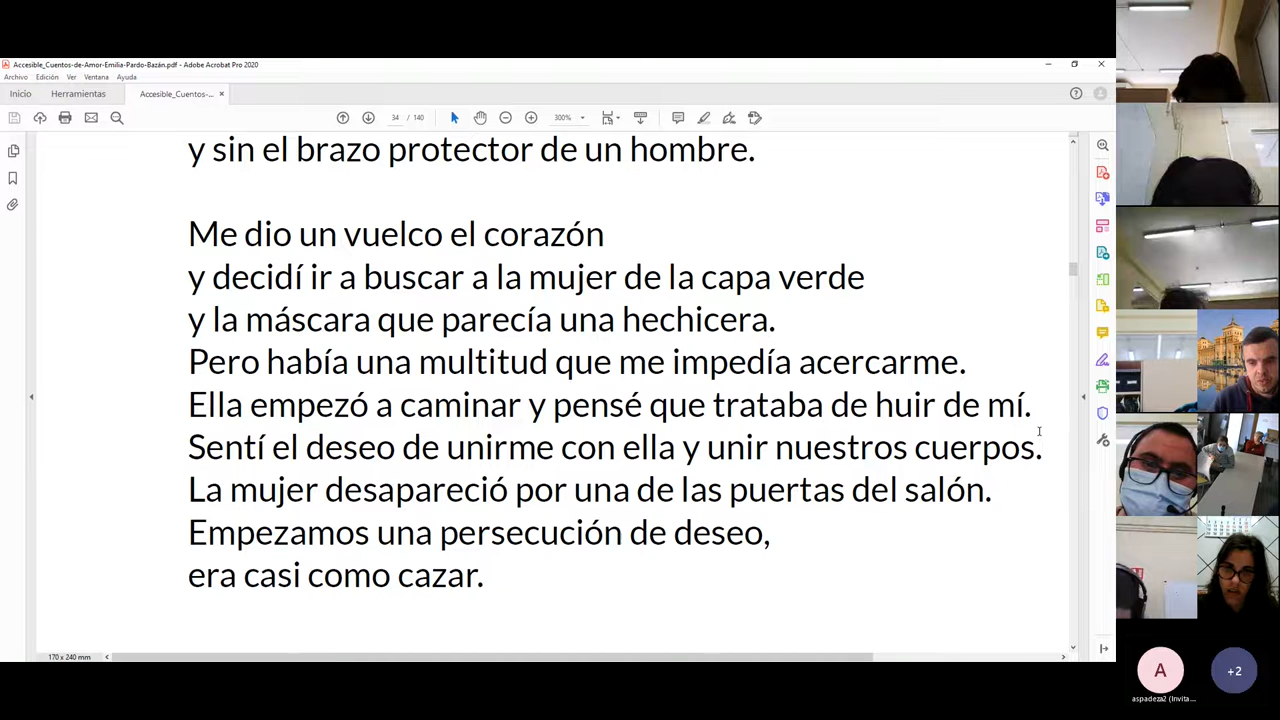 Accesible_Cuentos-de-Amor-Emilia-Pardo-Bazán.pdf - Adobe Acrobat Pro 2020
Archivo Edición Ver Ventana Ayuda
Inicio Herramientas Accesible_Cuentos-... ×
34 / 140 300%
y sin el brazo protector de un hombre.
Me dio un vuelco el corazón
y decidí ir a buscar a la mujer de la capa verde
y la máscara que parecía una hechicera.
Pero había una multitud que me impedía acercarme.
Ella empezó a caminar y pensé que trataba de huir de mí.
Sentí el deseo de unirme con ella y unir nuestros cuerpos.
La mujer desapareció por una de las puertas del salón.
Empezamos una persecución de deseo,
era casi como cazar.
170 x 240 mm
A
+2
aspadeza2 (Invita...